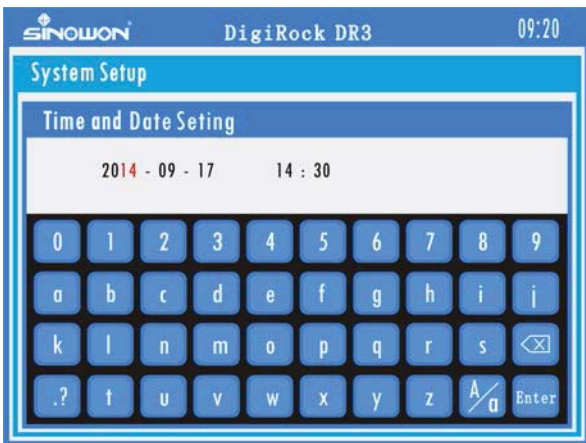 SINOWON DigiRock DR3 09:20
System Setup
Time and Date Seting
2014 - 09 - 17 14 : 30
0 1 2 3 4 5 6 7 8 9
a b c d e f g h i j
k l n m o p q r s
.? t u v w x y z A/a Enter